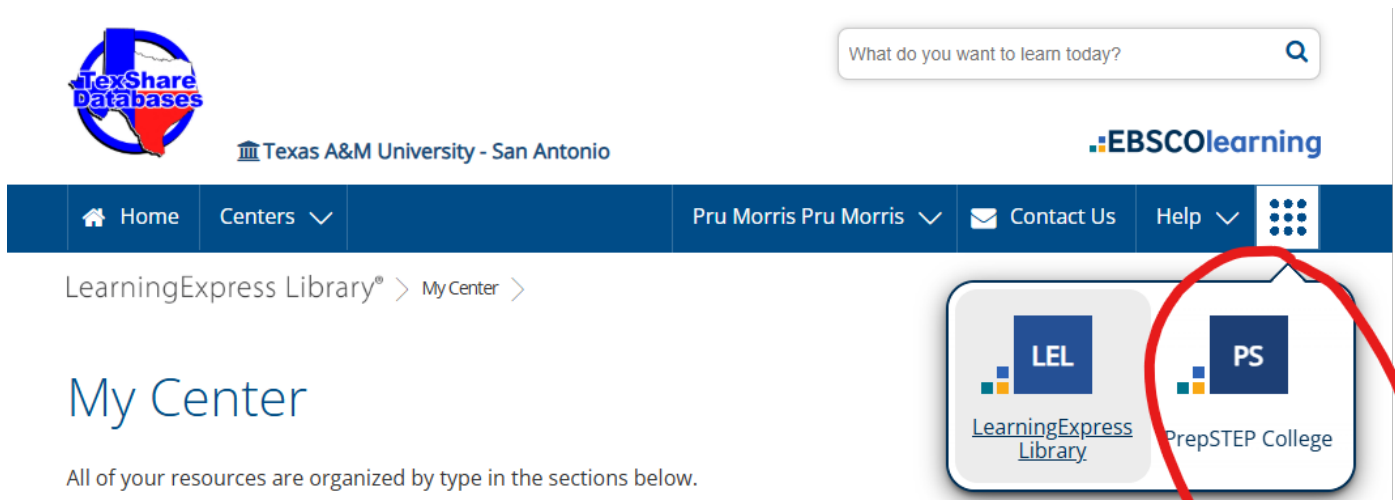 TexShare
Databases
What do you want to learn today?
Texas A&M University - San Antonio
EBSCOlearning
Home
Centers
Pru Morris Pru Morris
Contact Us
Help
LearningExpress Library® > My Center >
LEL
PS
LearningExpress
Library
PrepSTEP College
My Center
All of your resources are organized by type in the sections below.